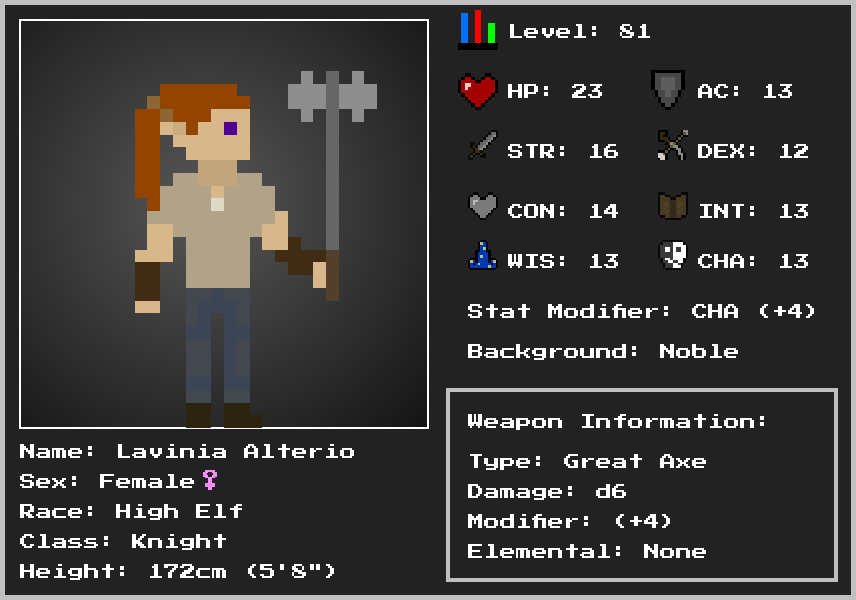 Level: 81
HP: 23 AC: 13
STR: 16 DEX: 12
CON: 14 INT: 13
WIS: 13 CHA: 13
Stat Modifier: CHA (+4)
Background: Noble
Weapon Information:
Type: Great Axe
Damage: d6
Modifier: (+4)
Elemental: None
Name: Lavinia Alterio
Sex: Female♀
Race: High Elf
Class: Knight
Height: 172cm (5'8")